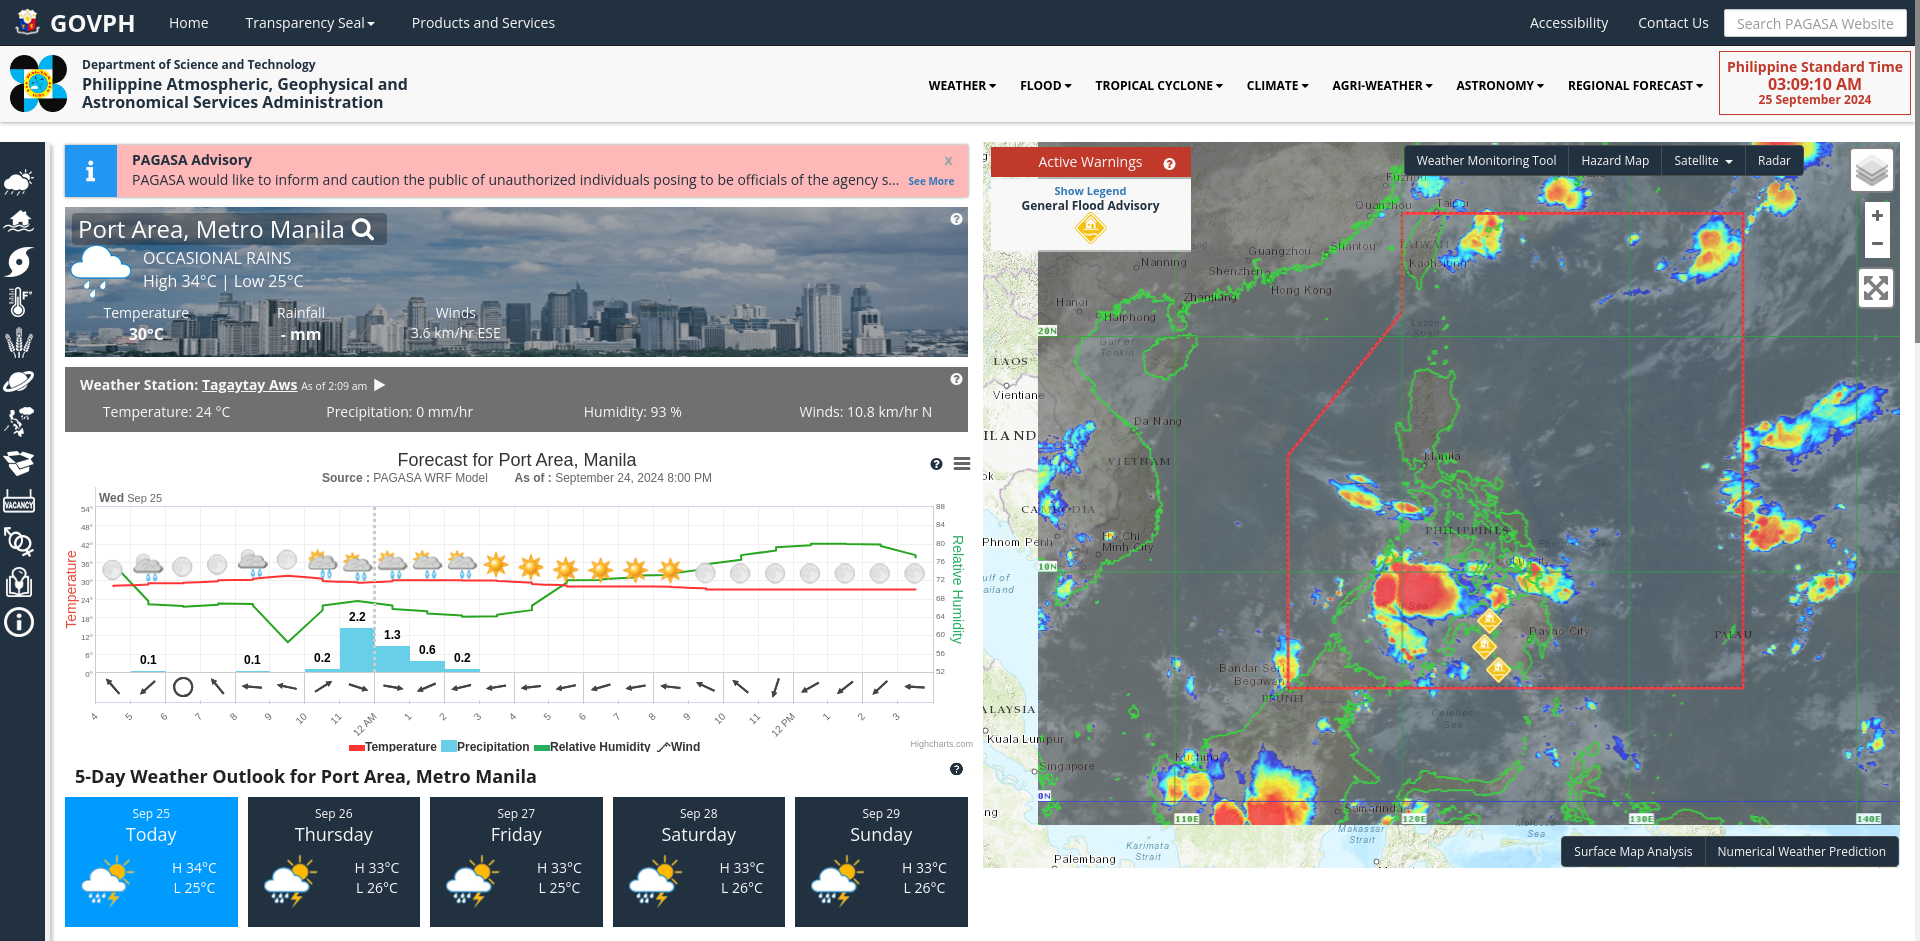 GOVPH Home Transparency Seal Products and Services Accessibility Contact Us Search PAGASA Website
Department of Science and Technology
Philippine Atmospheric, Geophysical and
Astronomical Services Administration
WEATHER FLOOD TROPICAL CYCLONE CLIMATE AGRI-WEATHER ASTRONOMY REGIONAL FORECAST
Philippine Standard Time
03:09:10 AM
25 September 2024
VACANCY
PAGASA Advisory x
PAGASA would like to inform and caution the public of unauthorized individuals posing to be officials of the agency s... See More
Port Area, Metro Manila
OCCASIONAL RAINS
High 34°C | Low 25°C
Temperature Rainfall Winds
30°C - mm 3.6 km/hr ESE
Weather Station: Tagaytay Aws As of 2:09 am
Temperature: 24 °C Precipitation: 0 mm/hr Humidity: 93 % Winds: 10.8 km/hr N
Forecast for Port Area, Manila
Source : PAGASA WRF Model As of : September 24, 2024 8:00 PM
Wed Sep 25
Temperature
54°
48°
42°
36°
30°
24°
18°
12°
6°
0°
88
84
80
76
72
68
64
60
56
52
Relative Humidity
0.1 0.1 0.2 2.2 1.3 0.6 0.2
4 5 6 7 8 9 10 11 12 AM 1 2 3 4 5 6 7 8 9 10 11 12 PM 1 2 3
Temperature Precipitation Relative Humidity Wind
Highcharts.com
5-Day Weather Outlook for Port Area, Metro Manila
Sep 25
Today
H 34°C
L 25°C
Sep 26
Thursday
H 33°C
L 26°C
Sep 27
Friday
H 33°C
L 25°C
Sep 28
Saturday
H 33°C
L 26°C
Sep 29
Sunday
H 33°C
L 26°C
Active Warnings
Show Legend
General Flood Advisory
Weather Monitoring Tool Hazard Map Satellite Radar
+
−
Fuzhou
Quanzhou
Taipei
TAIWAN
Shantou
Guangzhou
Kaohsiung
Nanning
Shenzhen
Hong Kong
Zhanjiang
Hanoi
Haiphong
20N
Luzon
Strait
Gulf of
Tonkin
LAOS
Vientiane
Da Nang
ILAND
Manila
VIETNAM
ok
CAMBODIA
PHILIPPINES
Ho Chi
Minh City
Phnom Penh
Cebu City
10N
ulf of
ailand
Davao City
PALAU
Bandar Seri
Begawan
BRUNEI
ALAYSIA
Celebes
Sea
Kuala Lumpur
Kuching
Singapore
0N
Samarinda
ng
110E 120E 130E 140E
Makassar
Strait
Sea
Karimata
Strait
Palembang
Surface Map Analysis Numerical Weather Prediction